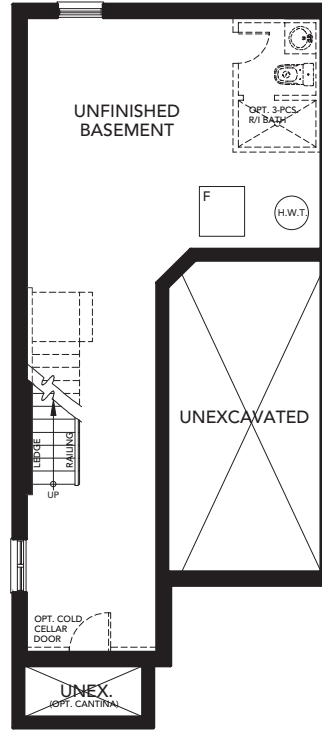 UNFINISHED
BASEMENT
OPT. 3-PCS.
R/I BATH
F
H.W.T.
UNEXCAVATED
LEDGE
RAILING
UP
OPT. COLD
CELLAR
DOOR
UNEX.
(OPT. CANTINA)